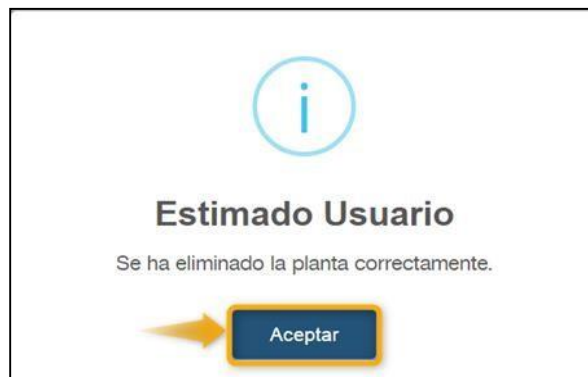 Estimado Usuario
Se ha eliminado la planta correctamente.
Aceptar